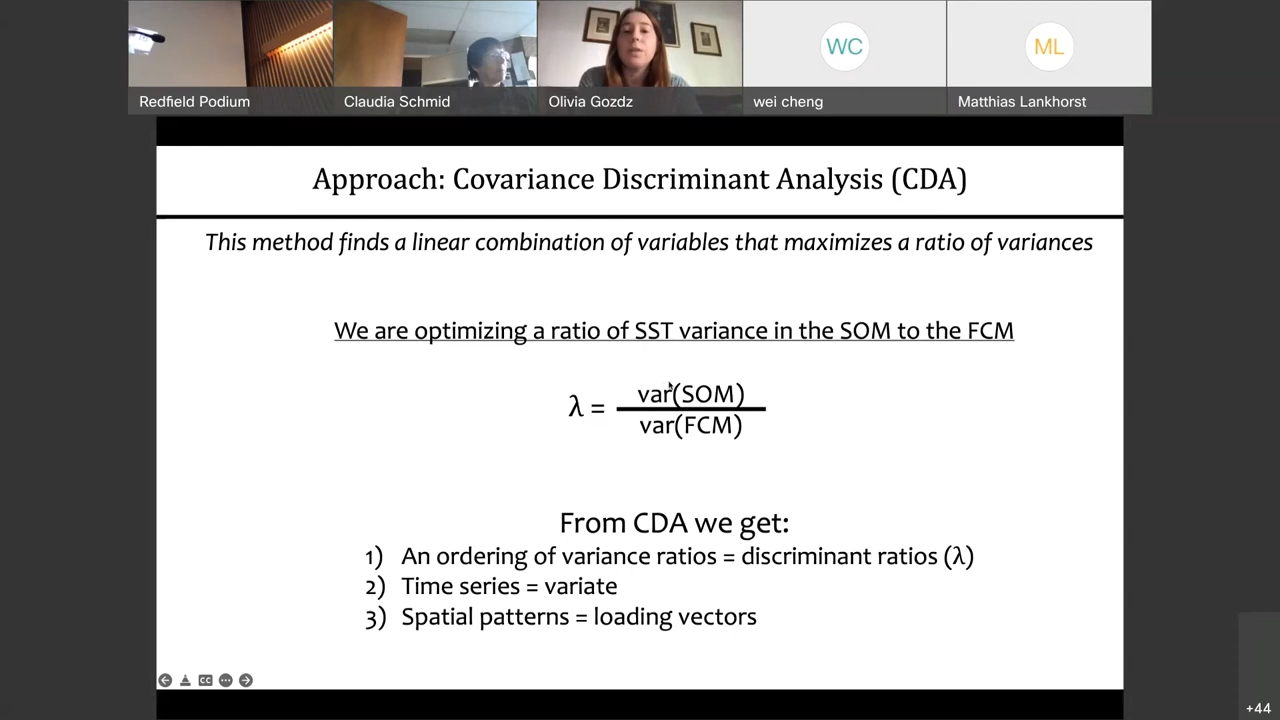 Redfield Podium
Claudia Schmid
Olivia Gozdz
WC
wei cheng
ML
Matthias Lankhorst
Approach: Covariance Discriminant Analysis (CDA)
This method finds a linear combination of variables that maximizes a ratio of variances
We are optimizing a ratio of SST variance in the SOM to the FCM
λ = var(SOM)
var(FCM)
From CDA we get:
1) An ordering of variance ratios = discriminant ratios (λ)
2) Time series = variate
3) Spatial patterns = loading vectors
CC
+44